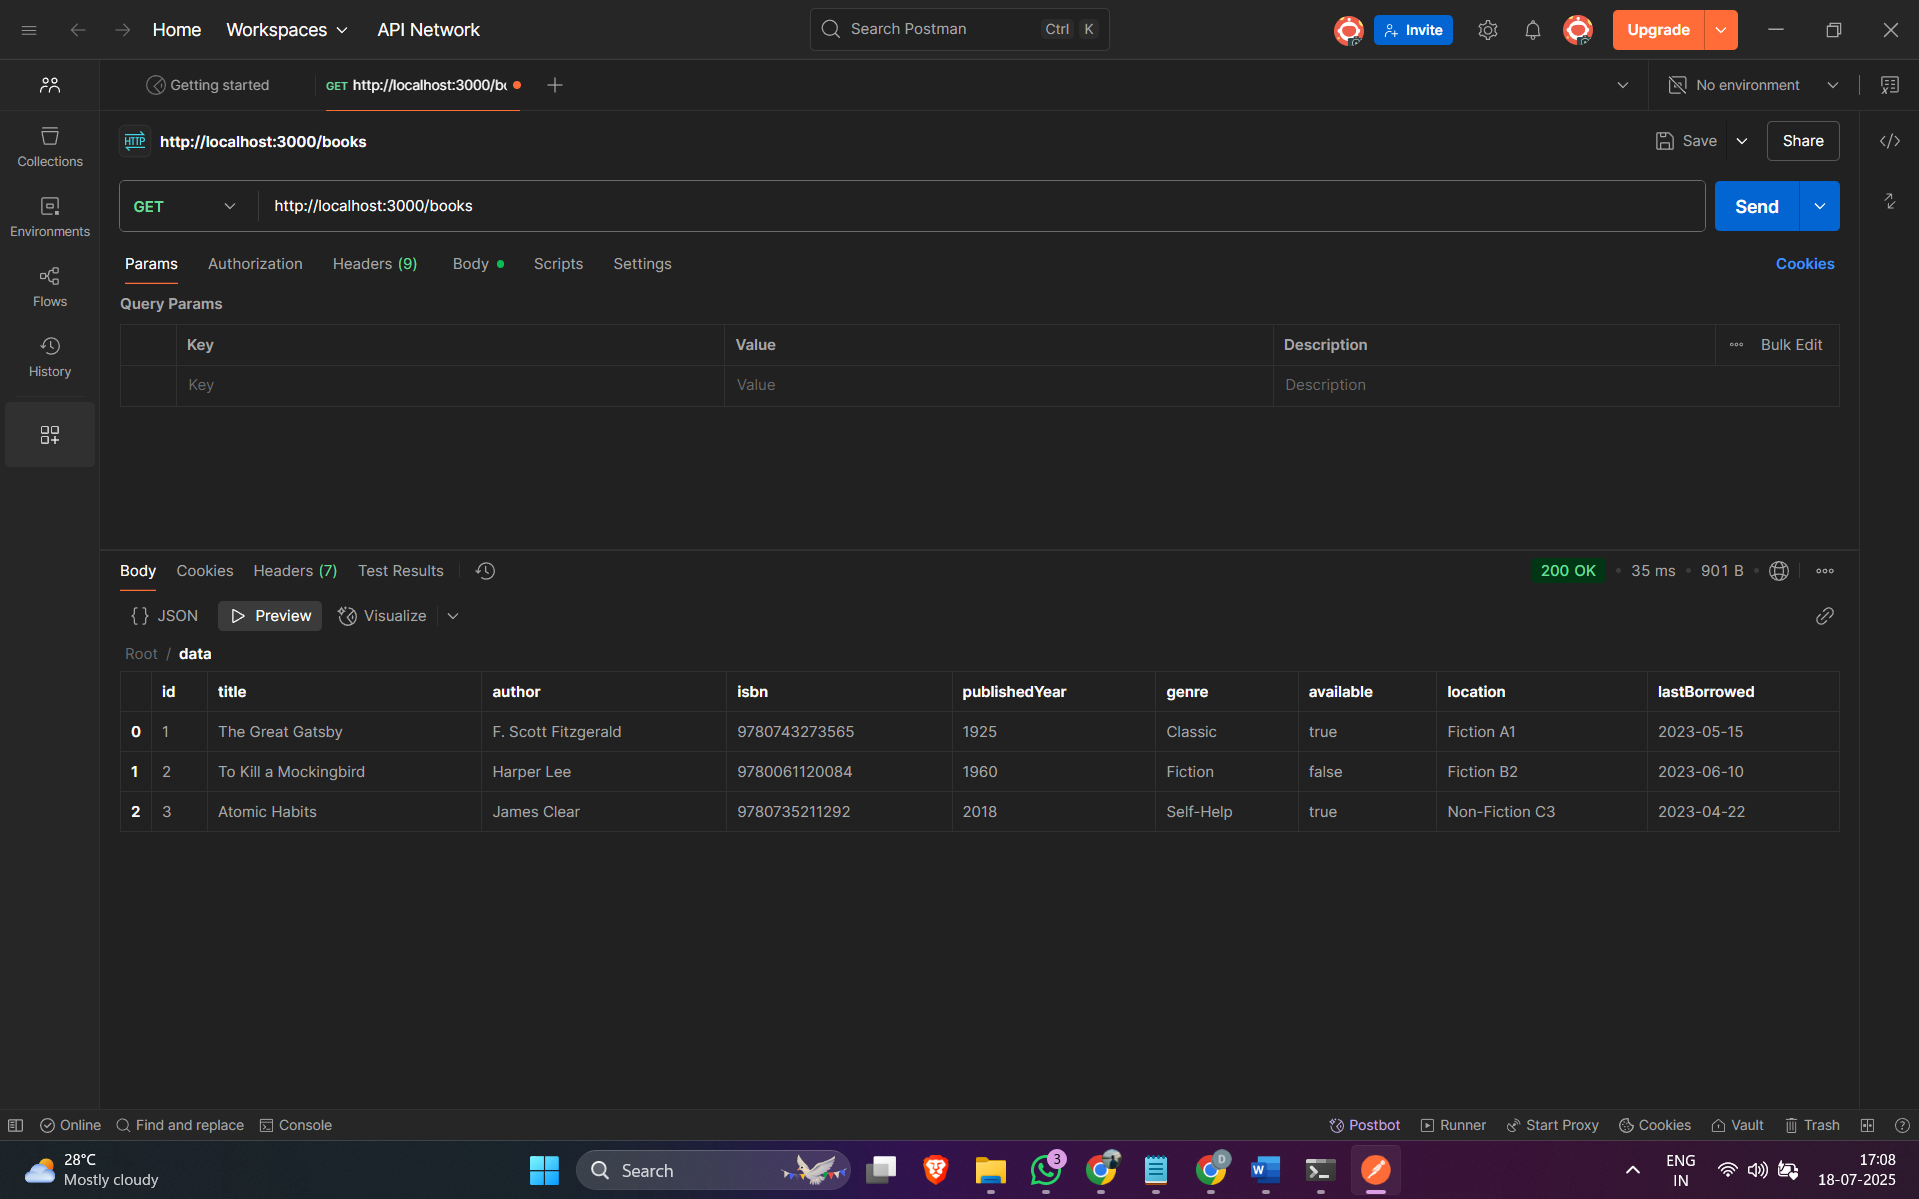 Home Workspaces API Network Search Postman Ctrl K Invite Upgrade
Getting started GET http://localhost:3000/bo No environment
HTTP http://localhost:3000/books Save Share
Collections
GET http://localhost:3000/books Send
Environments
Params Authorization Headers (9) Body Scripts Settings Cookies
Flows
Query Params
Key Value Description Bulk Edit
History
Key Value Description
Body Cookies Headers (7) Test Results 200 OK 35 ms 901 B
{} JSON Preview Visualize
Root / data
id title author isbn publishedYear genre available location lastBorrowed
0 1 The Great Gatsby F. Scott Fitzgerald 9780743273565 1925 Classic true Fiction A1 2023-05-15
1 2 To Kill a Mockingbird Harper Lee 9780061120084 1960 Fiction false Fiction B2 2023-06-10
2 3 Atomic Habits James Clear 9780735211292 2018 Self-Help true Non-Fiction C3 2023-04-22
Online Find and replace Console Postbot Runner Start Proxy Cookies Vault Trash
28°C
Mostly cloudy
Search
3
D
W
ENG
IN
17:08
18-07-2025